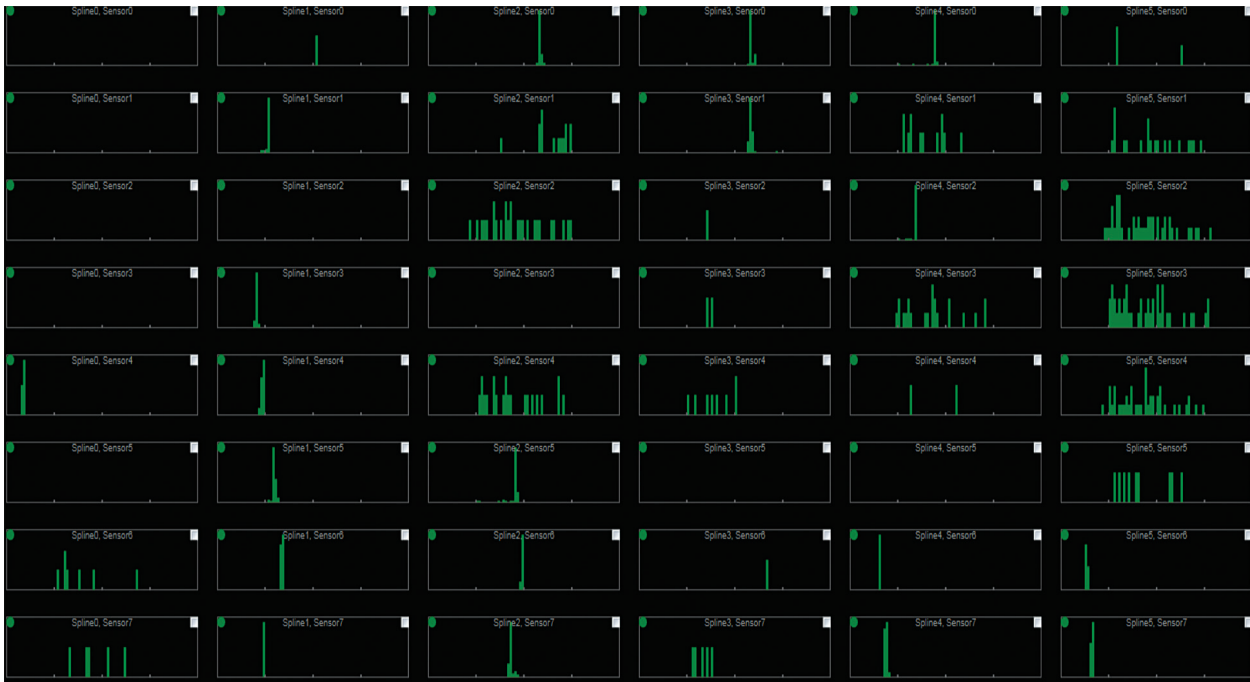 Spline0, Sensor0
Spline1, Sensor0
Spline2, Sensor0
Spline3, Sensor0
Spline4, Sensor0
Spline5, Sensor0
Spline0, Sensor1
Spline1, Sensor1
Spline2, Sensor1
Spline3, Sensor1
Spline4, Sensor1
Spline5, Sensor1
Spline0, Sensor2
Spline1, Sensor2
Spline2, Sensor2
Spline3, Sensor2
Spline4, Sensor2
Spline5, Sensor2
Spline0, Sensor3
Spline1, Sensor3
Spline2, Sensor3
Spline3, Sensor3
Spline4, Sensor3
Spline5, Sensor3
Spline0, Sensor4
Spline1, Sensor4
Spline2, Sensor4
Spline3, Sensor4
Spline4, Sensor4
Spline5, Sensor4
Spline0, Sensor5
Spline1, Sensor5
Spline2, Sensor5
Spline3, Sensor5
Spline4, Sensor5
Spline5, Sensor5
Spline0, Sensor6
Spline1, Sensor6
Spline2, Sensor6
Spline3, Sensor6
Spline4, Sensor6
Spline5, Sensor6
Spline0, Sensor7
Spline1, Sensor7
Spline2, Sensor7
Spline3, Sensor7
Spline4, Sensor7
Spline5, Sensor7